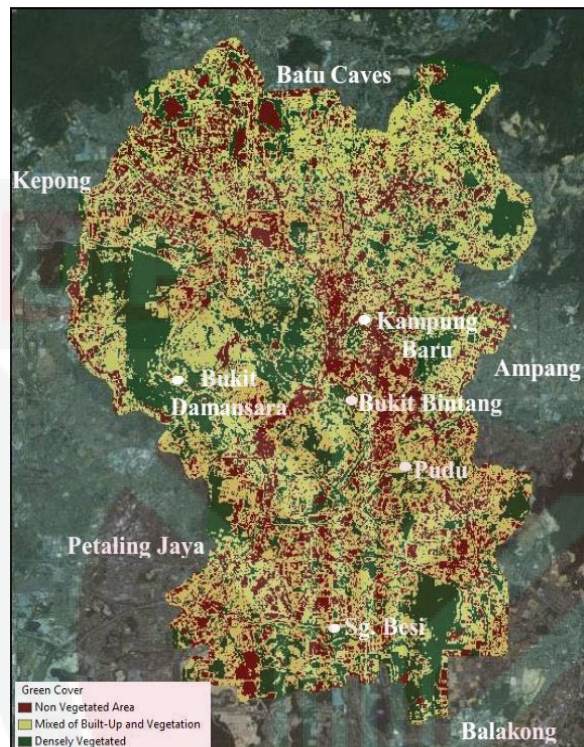 Batu Caves
Kepong
Kampung
Baru
Ampang
Bukit
Damansara
Bukit Bintang
Pudu
Petaling Jaya
Sg. Besi
Green Cover
Non Vegetated Area
Mixed of Built-Up and Vegetation
Densely Vegetated
Balakong